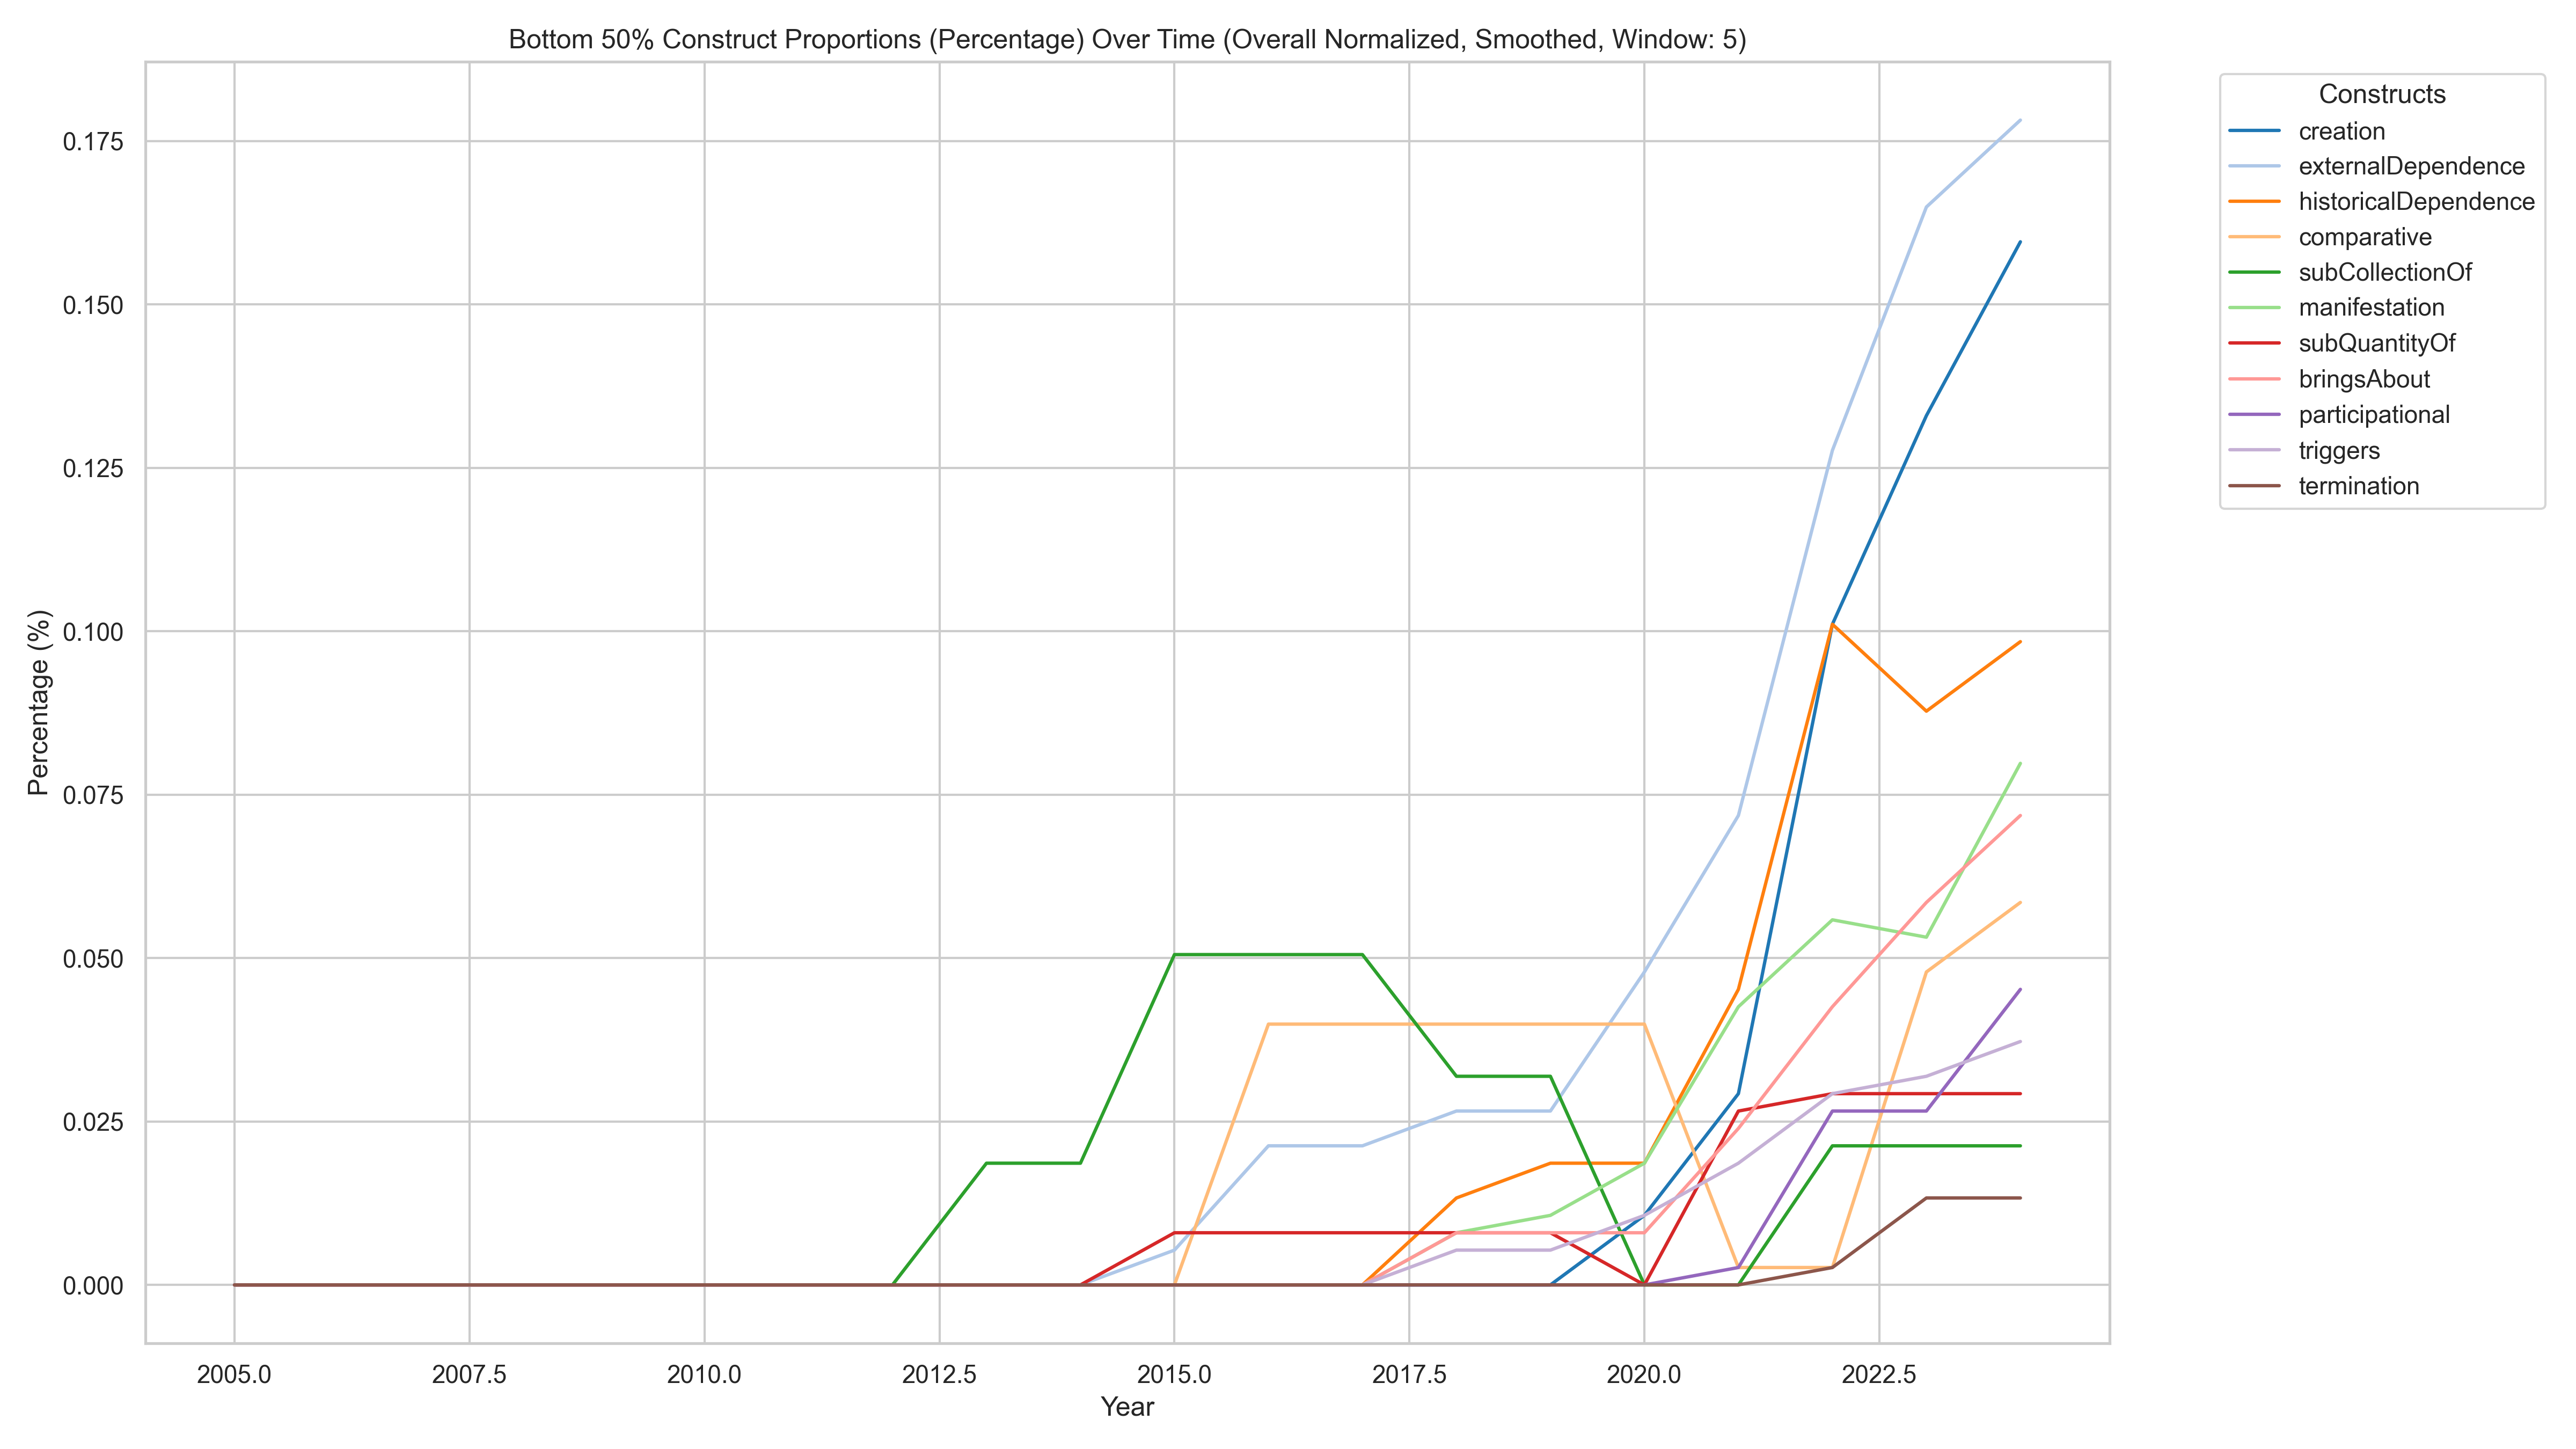 Bottom 50% Construct Proportions (Percentage) Over Time (Overall Normalized, Smoothed, Window: 5)
Percentage (%)
0.175
0.150
0.125
0.100
0.075
0.050
0.025
0.000
2005.0
2007.5
2010.0
2012.5
2015.0
2017.5
2020.0
2022.5
Year
Constructs
creation
externalDependence
historicalDependence
comparative
subCollectionOf
manifestation
subQuantityOf
bringsAbout
participational
triggers
termination